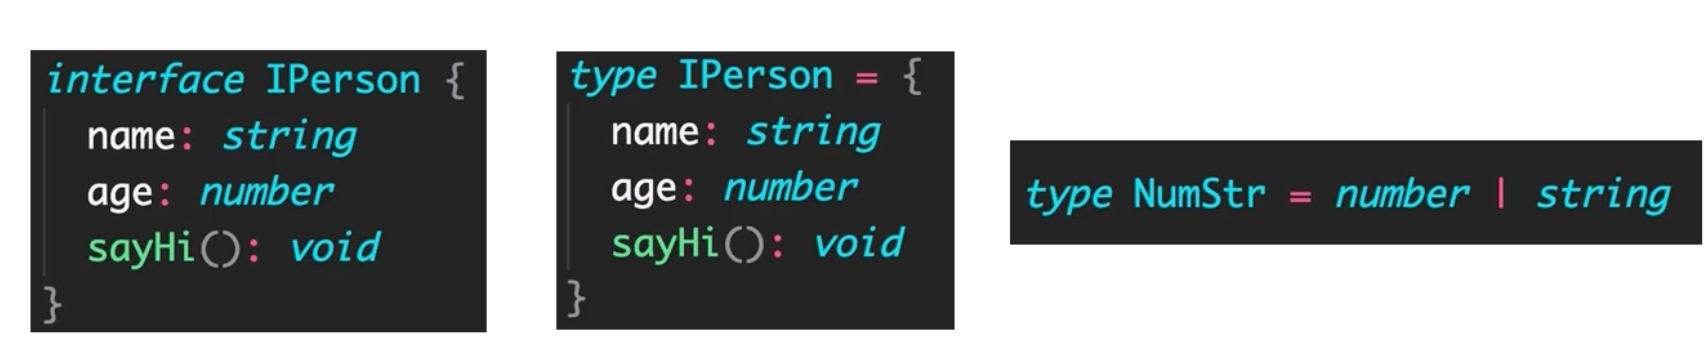 interface IPerson {
name: string
age: number
sayHi(): void
}
type IPerson = {
name: string
age: number
sayHi(): void
}
type NumStr = number | string